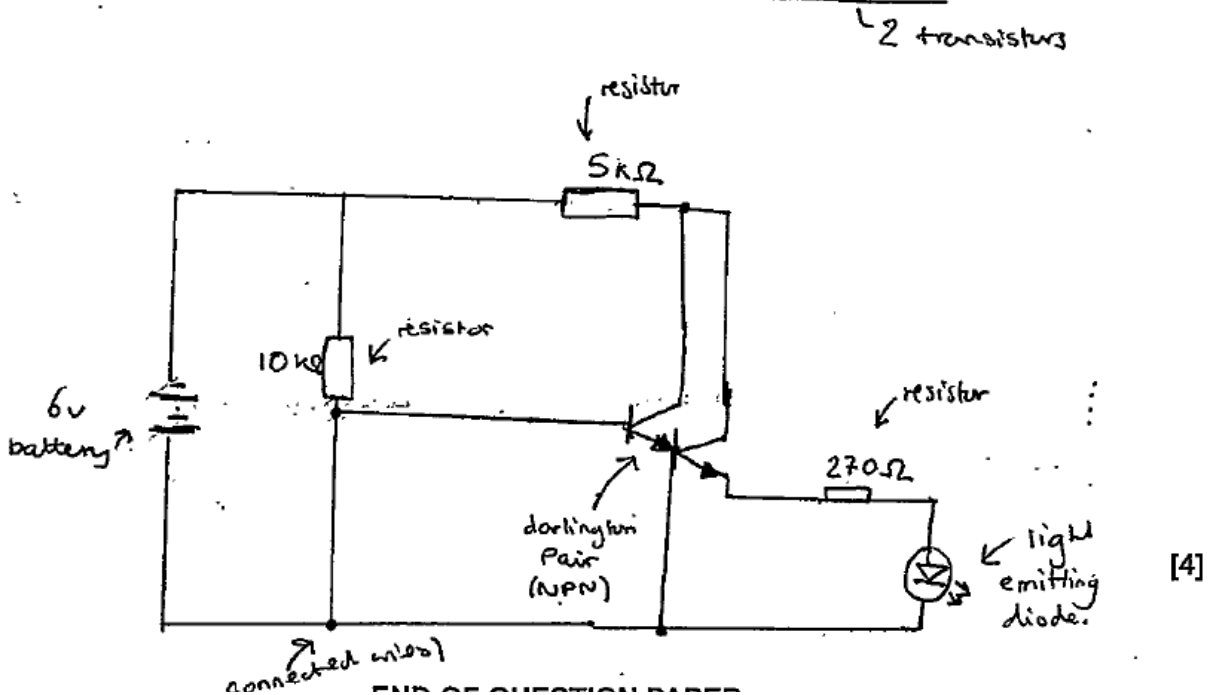 2 transistors
resistor
5kΩ
resistor
10kΩ
6v
battery
resistor
270Ω
darlington
Pair
(NPN)
light
emitting
diode.
[4]
connected wires)
END OF QUESTION PAPER